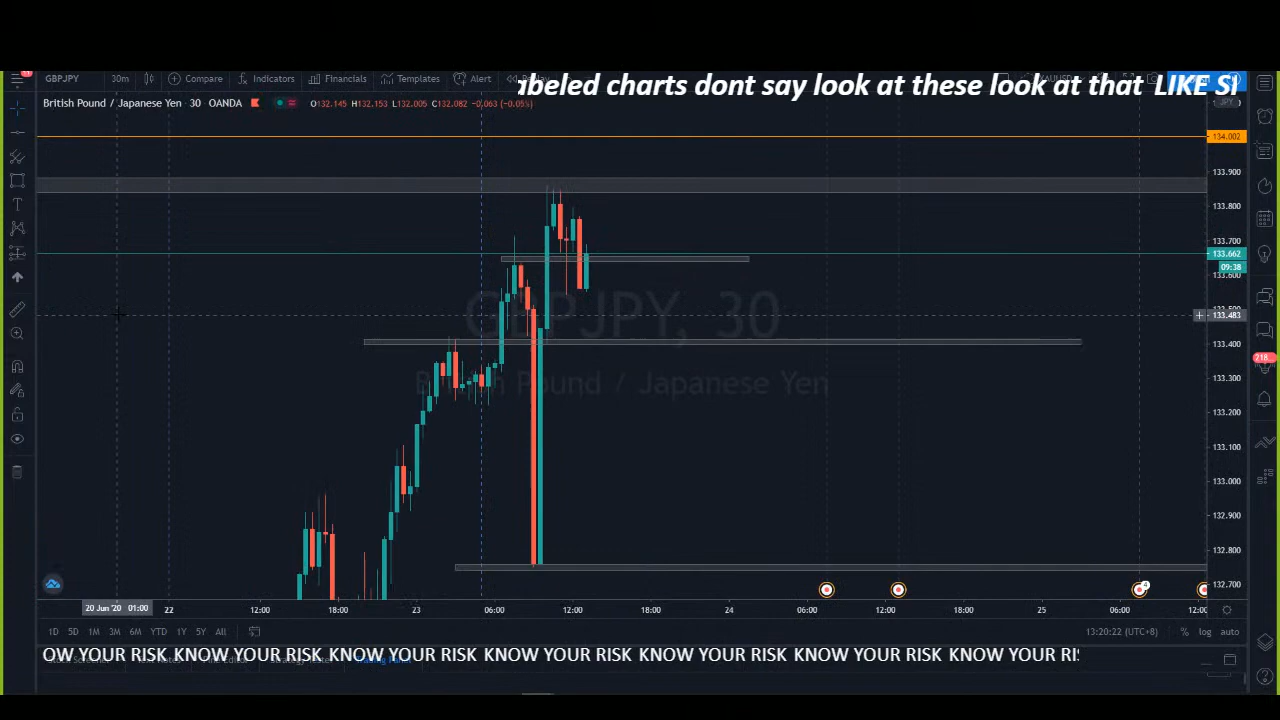 GBPJPY 30m Compare Indicators Financials Templates Alert
abeled charts dont say look at these look at that LIKE SI
British Pound / Japanese Yen · 30 · OANDA O132.145 H132.153 L132.005 C132.082 -0.063 (-0.05%)
JPY
134.002
133.900
133.800
133.700
133.662
09:38
133.600
133.483
133.400
133.300
133.200
133.100
133.000
132.900
132.800
132.700
GBPJPY, 30
British Pound / Japanese Yen
218
4
20 Jun '20 01:00 22 12:00 18:00 23 06:00 12:00 18:00 24 06:00 12:00 18:00 25 06:00 12:00
1D 5D 1M 3M 6M YTD 1Y 5Y All 13:20:22 (UTC+8) % log auto
OW YOUR RISK KNOW YOUR RISK KNOW YOUR RISK KNOW YOUR RISK KNOW YOUR RISK KNOW YOUR RISK KNOW YOUR RIS